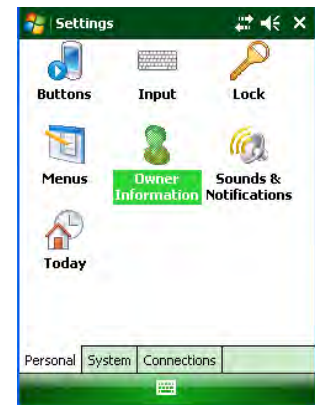 Settings
Buttons Input Lock
Menus Owner Sounds &
Information Notifications
Today
Personal System Connections